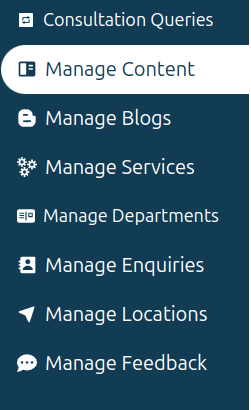 Consultation Queries
Manage Content
Manage Blogs
Manage Services
Manage Departments
Manage Enquiries
Manage Locations
Manage Feedback